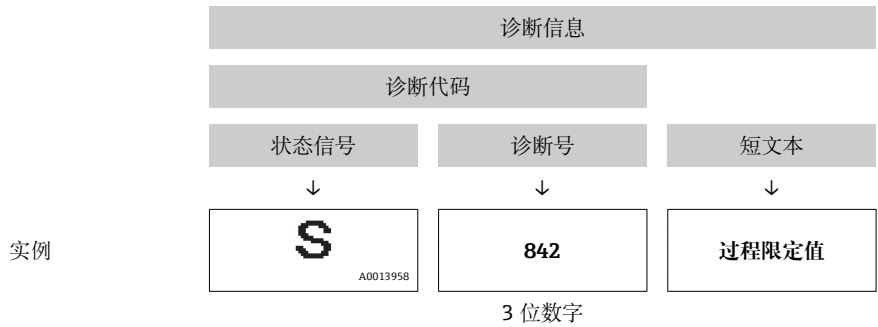 诊断信息
诊断代码
状态信号 诊断号 短文本
↓ ↓ ↓
实例 S 842 过程限定值
A0013958
3 位数字